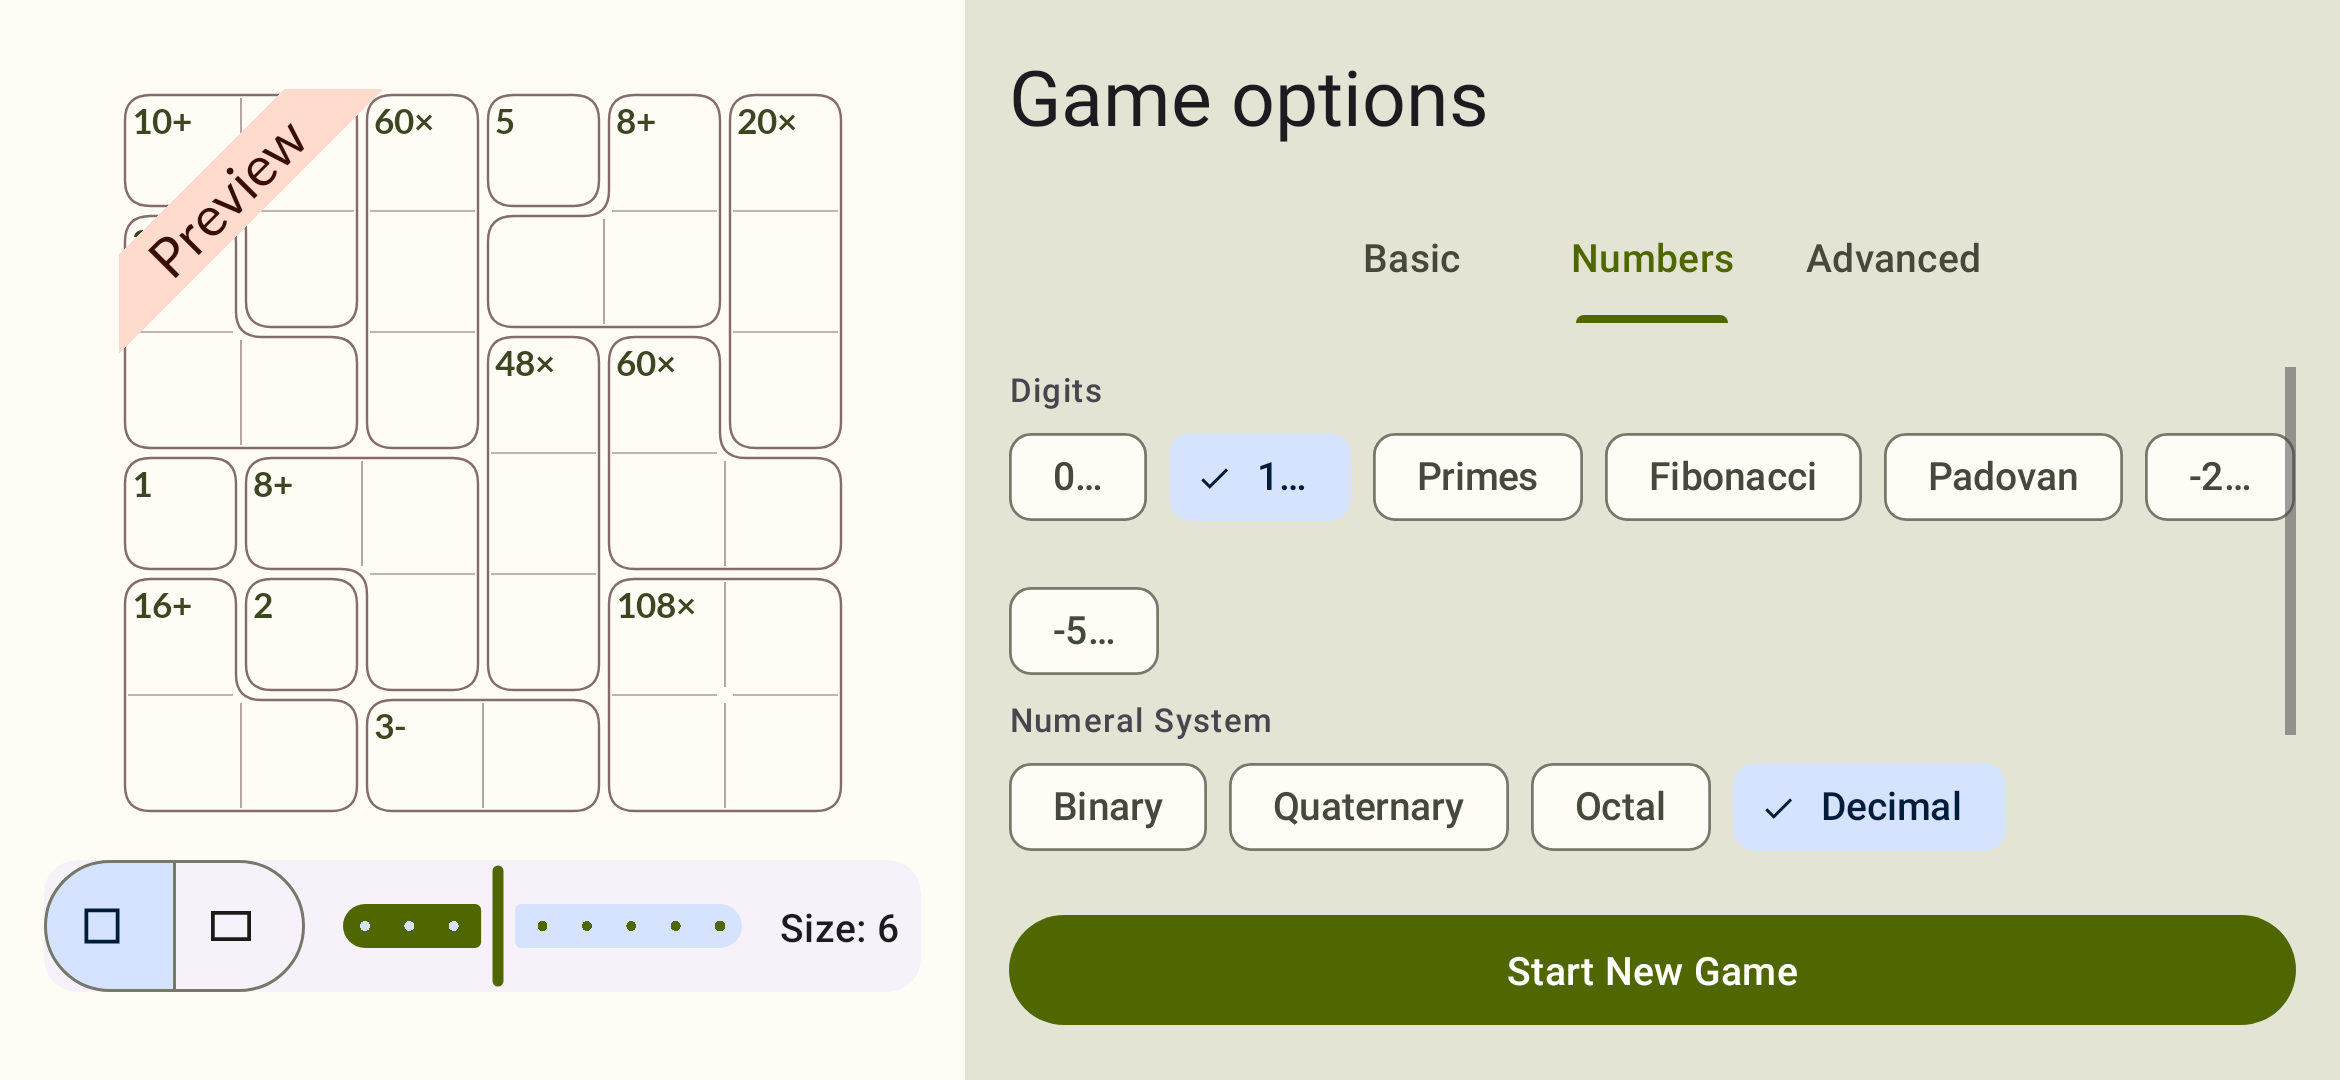 10+ 60× 5 8+ 20×
Preview
48× 60×
1 8+
16+ 2 108×
3-
Size: 6
Game options
Basic Numbers Advanced
Digits
0... 1... Primes Fibonacci Padovan -2...
-5...
Numeral System
Binary Quaternary Octal Decimal
Start New Game